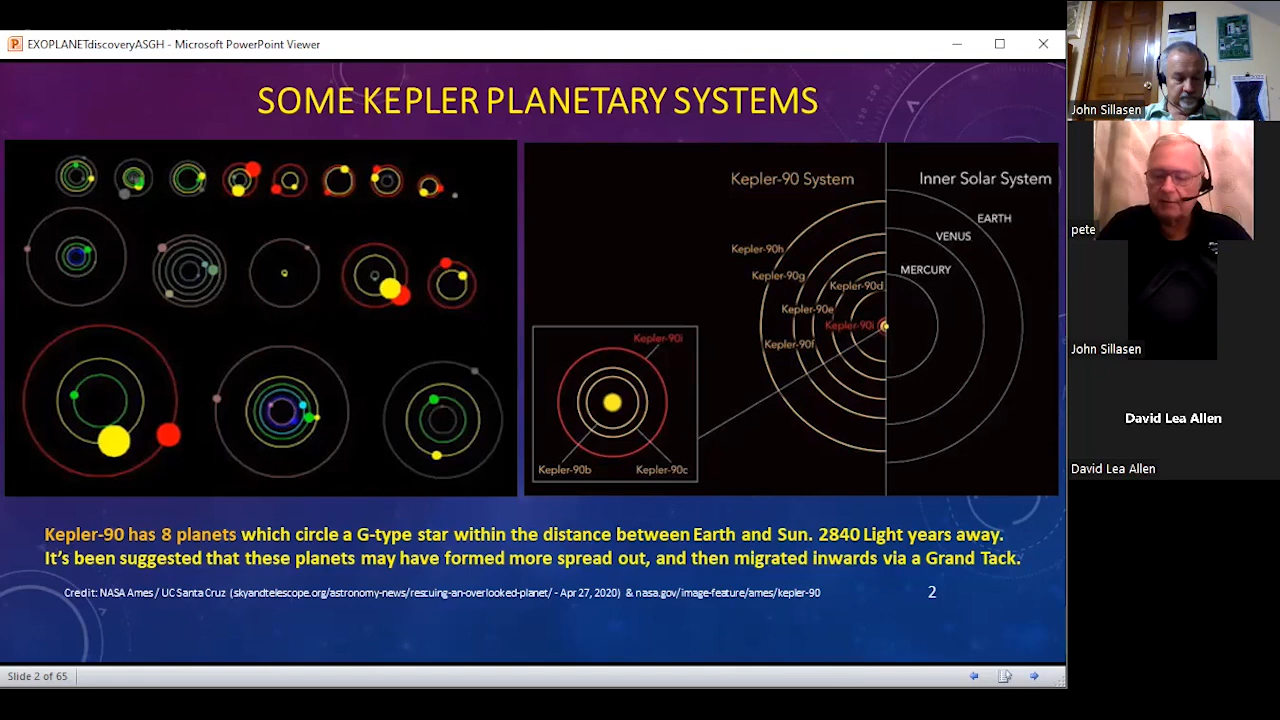 EXOPLANETdiscoveryASGH - Microsoft PowerPoint Viewer
SOME KEPLER PLANETARY SYSTEMS
Kepler-90 System
Inner Solar System
EARTH
VENUS
MERCURY
Kepler-90h
Kepler-90g
Kepler-90d
Kepler-90e
Kepler-90i
Kepler-90f
Kepler-90i
Kepler-90b
Kepler-90c
Kepler-90 has 8 planets which circle a G-type star within the distance between Earth and Sun. 2840 Light years away.
It's been suggested that these planets may have formed more spread out, and then migrated inwards via a Grand Tack.
Credit: NASA Ames / UC Santa Cruz (skyandtelescope.org/astronomy-news/rescuing-an-overlooked-planet/ - Apr 27, 2020) & nasa.gov/image-feature/ames/kepler-90
2
Slide 2 of 65
John Sillasen
pete
John Sillasen
David Lea Allen
David Lea Allen